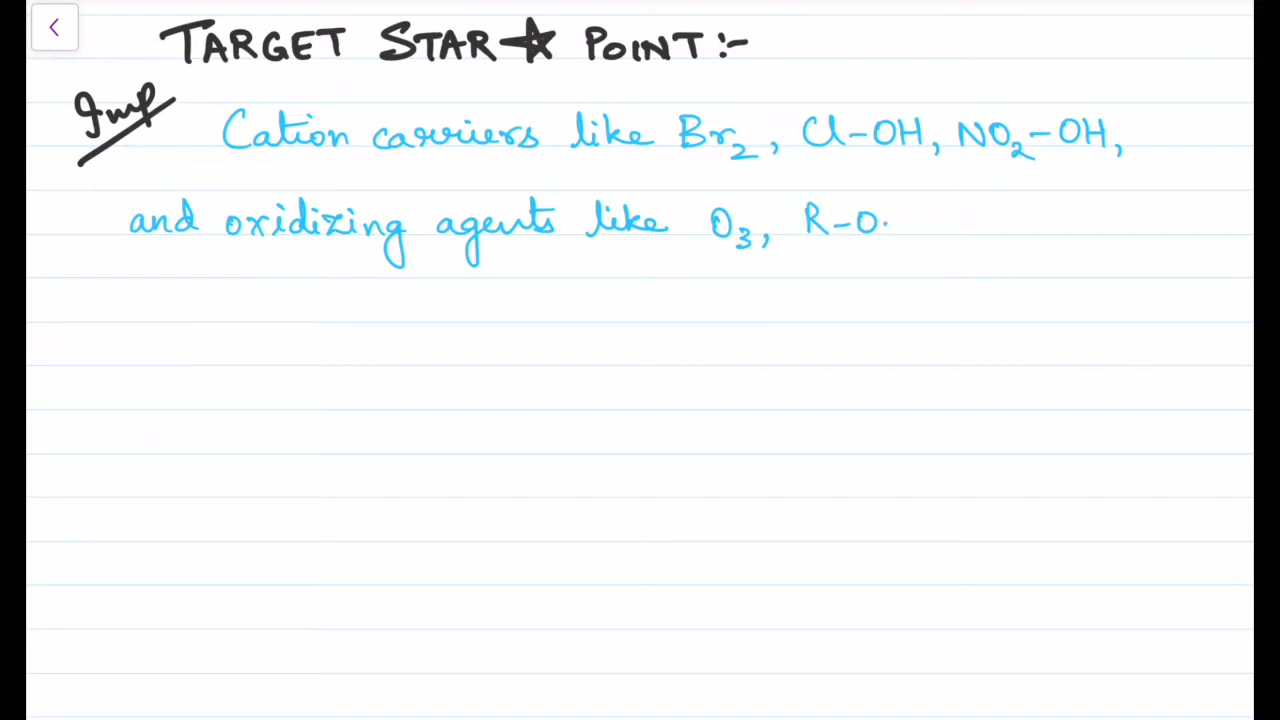 TARGET STAR★ POINT:-
Imp
Cation carriers like Br₂, Cl-OH, NO₂-OH,
and oxidizing agents like O₃, R-O·